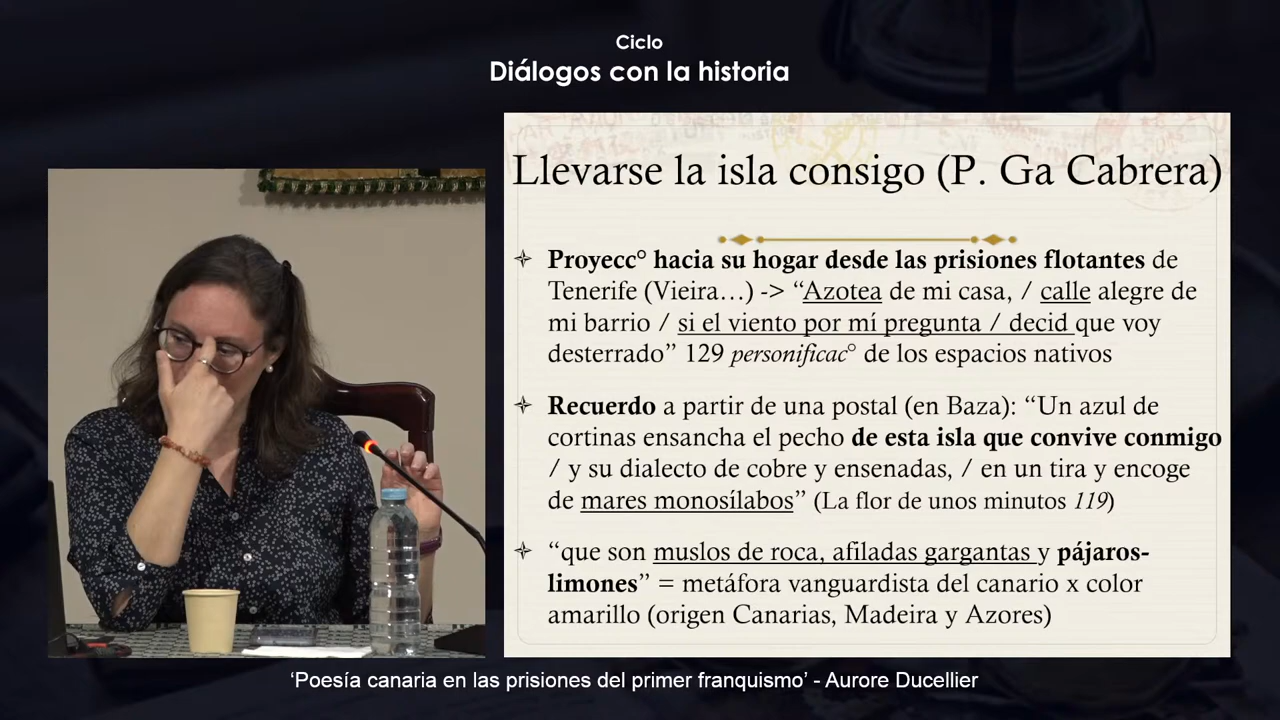 Ciclo
Diálogos con la historia
Llevarse la isla consigo (P. Ga Cabrera)
Proyecc° hacia su hogar desde las prisiones flotantes de
Tenerife (Vieira…) -> “Azotea de mi casa, / calle alegre de
mi barrio / si el viento por mí pregunta / decid que voy
desterrado” 129 personificac° de los espacios nativos
Recuerdo a partir de una postal (en Baza): “Un azul de
cortinas ensancha el pecho de esta isla que convive conmigo
/ y su dialecto de cobre y ensenadas, / en un tira y encoge
de mares monosílabos” (La flor de unos minutos 119)
“que son muslos de roca, afiladas gargantas y pájaros-
limones” = metáfora vanguardista del canario x color
amarillo (origen Canarias, Madeira y Azores)
‘Poesía canaria en las prisiones del primer franquismo’ - Aurore Ducellier